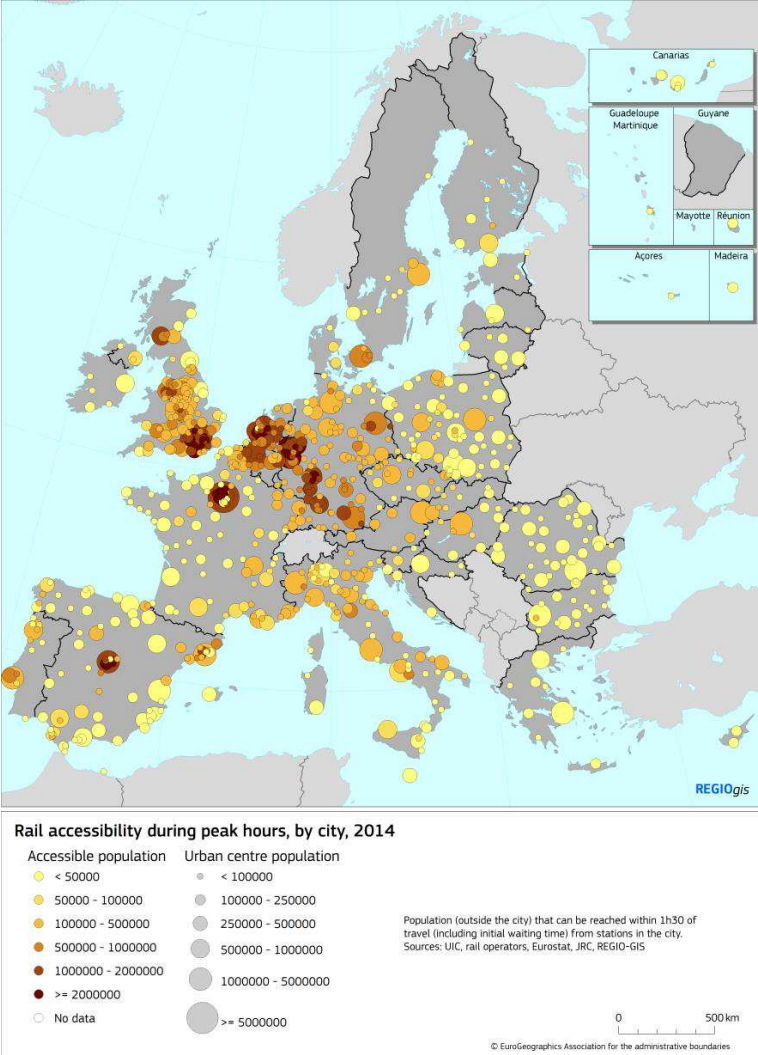 Canarias
Guadeloupe
Martinique
Guyane
Mayotte
Réunion
Açores
Madeira
REGIOgis
Rail accessibility during peak hours, by city, 2014
Accessible population
< 50000
50000 - 100000
100000 - 500000
500000 - 1000000
1000000 - 2000000
>= 2000000
No data
Urban centre population
< 100000
100000 - 250000
250000 - 500000
500000 - 1000000
1000000 - 5000000
>= 5000000
Population (outside the city) that can be reached within 1h30 of
travel (including initial waiting time) from stations in the city.
Sources: UIC, rail operators, Eurostat, JRC, REGIO-GIS
0 500 km
© EuroGeographics Association for the administrative boundaries